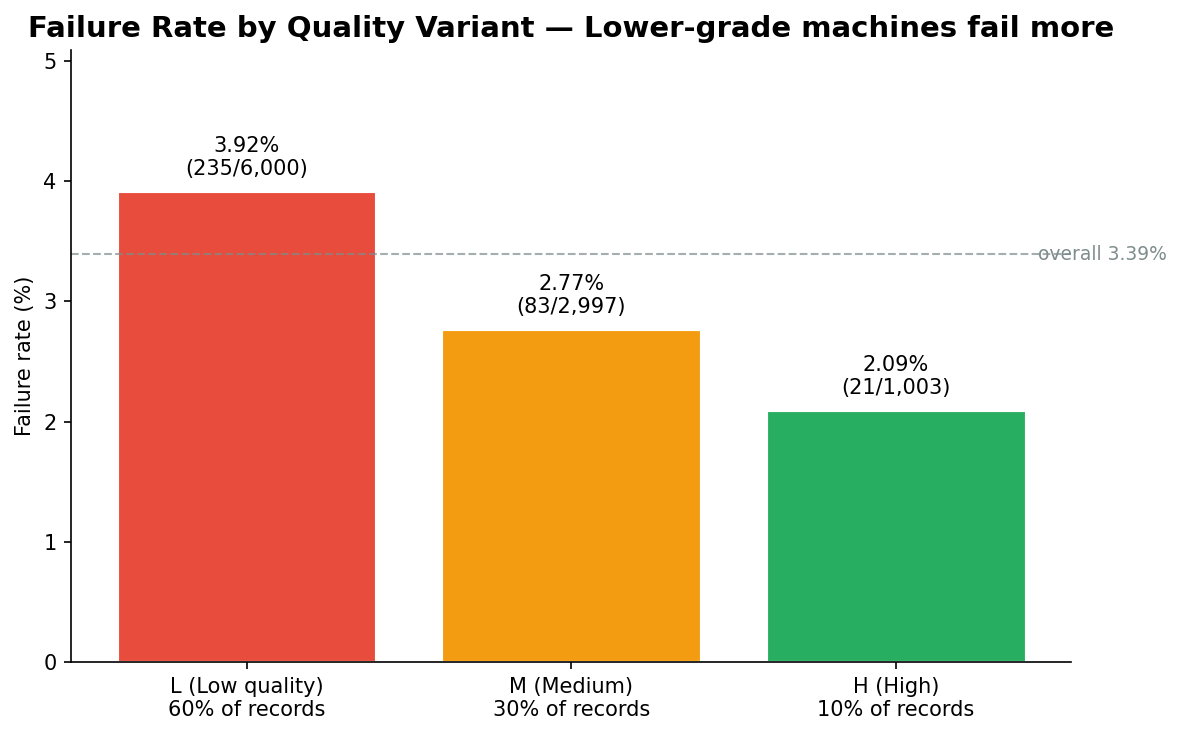 Failure Rate by Quality Variant — Lower-grade machines fail more
Failure rate (%)
5
4
3
2
1
0
3.92%
(235/6,000)
overall 3.39%
2.77%
(83/2,997)
2.09%
(21/1,003)
L (Low quality)
60% of records
M (Medium)
30% of records
H (High)
10% of records